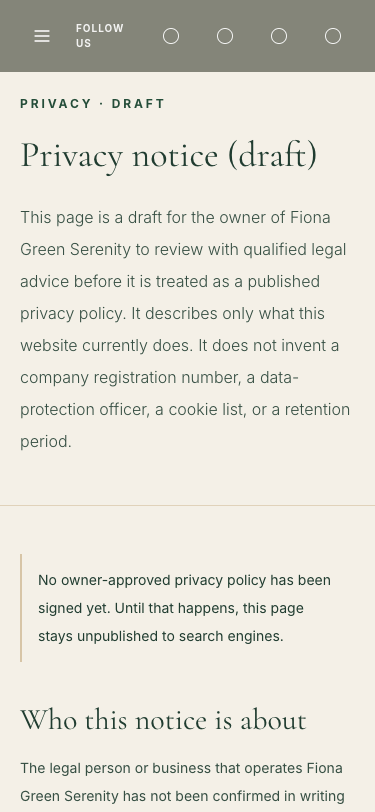 FOLLOW
US
PRIVACY · DRAFT
Privacy notice (draft)
This page is a draft for the owner of Fiona
Green Serenity to review with qualified legal
advice before it is treated as a published
privacy policy. It describes only what this
website currently does. It does not invent a
company registration number, a data-
protection officer, a cookie list, or a retention
period.
No owner-approved privacy policy has been
signed yet. Until that happens, this page
stays unpublished to search engines.
Who this notice is about
The legal person or business that operates Fiona
Green Serenity has not been confirmed in writing